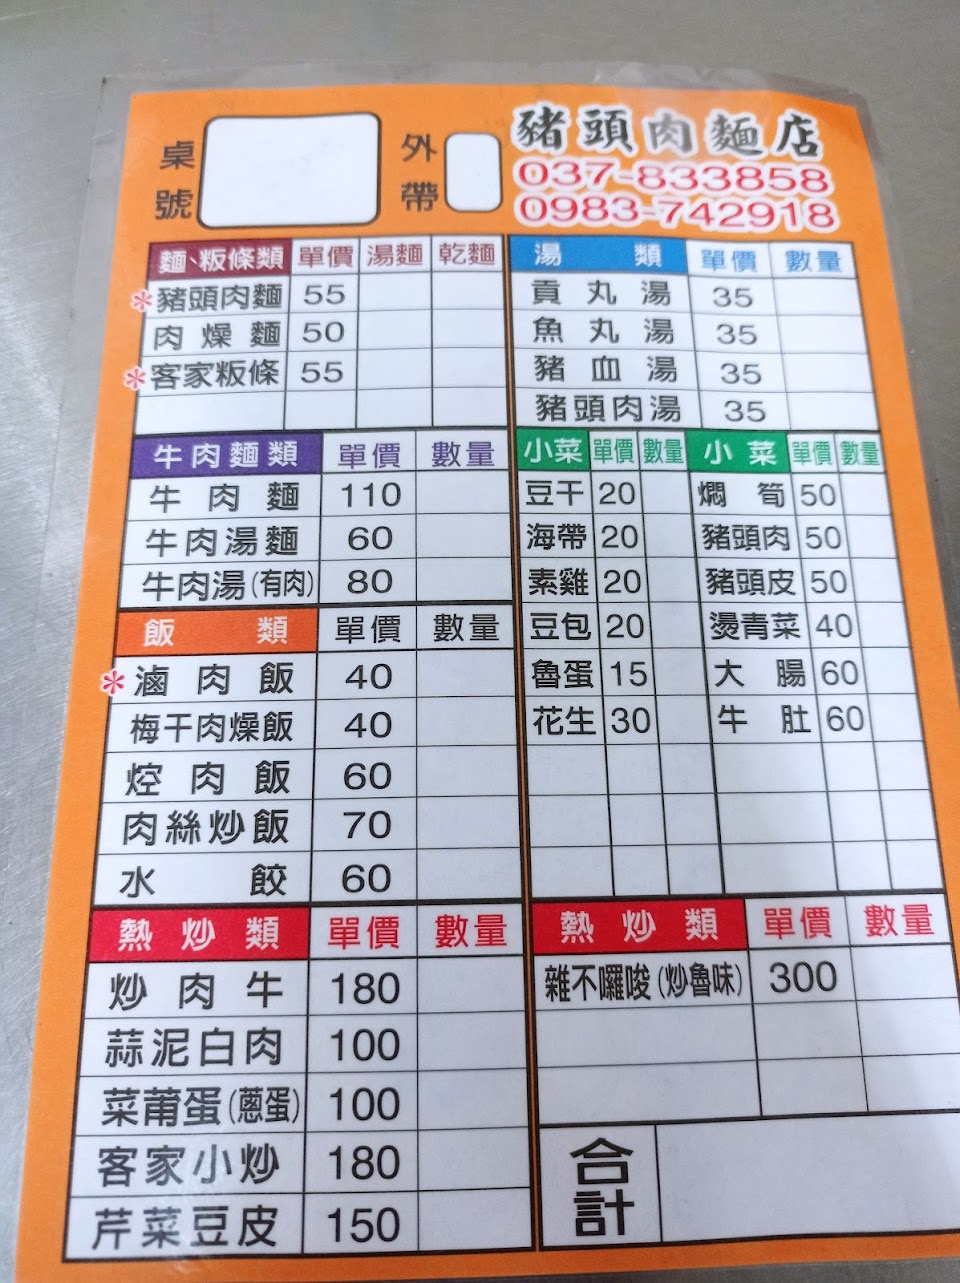 桌號
外帶
豬頭肉麵店
037-833858
0983-742918
麵、粄條類 單價 湯麵 乾麵
*豬頭肉麵 55
肉燥麵 50
*客家粄條 55
牛肉麵類 單價 數量
牛肉麵 110
牛肉湯麵 60
牛肉湯(有肉) 80
飯類 單價 數量
*滷肉飯 40
梅干肉燥飯 40
焢肉飯 60
肉絲炒飯 70
水餃 60
熱炒類 單價 數量
炒肉牛 180
蒜泥白肉 100
菜莆蛋(蔥蛋) 100
客家小炒 180
芹菜豆皮 150
湯類 單價 數量
貢丸湯 35
魚丸湯 35
豬血湯 35
豬頭肉湯 35
小菜 單價 數量 小菜 單價 數量
豆干 20 燜筍 50
海帶 20 豬頭肉 50
素雞 20 豬頭皮 50
豆包 20 燙青菜 40
魯蛋 15 大腸 60
花生 30 牛肚 60
熱炒類 單價 數量
雜不囉唆(炒魯味) 300
合計